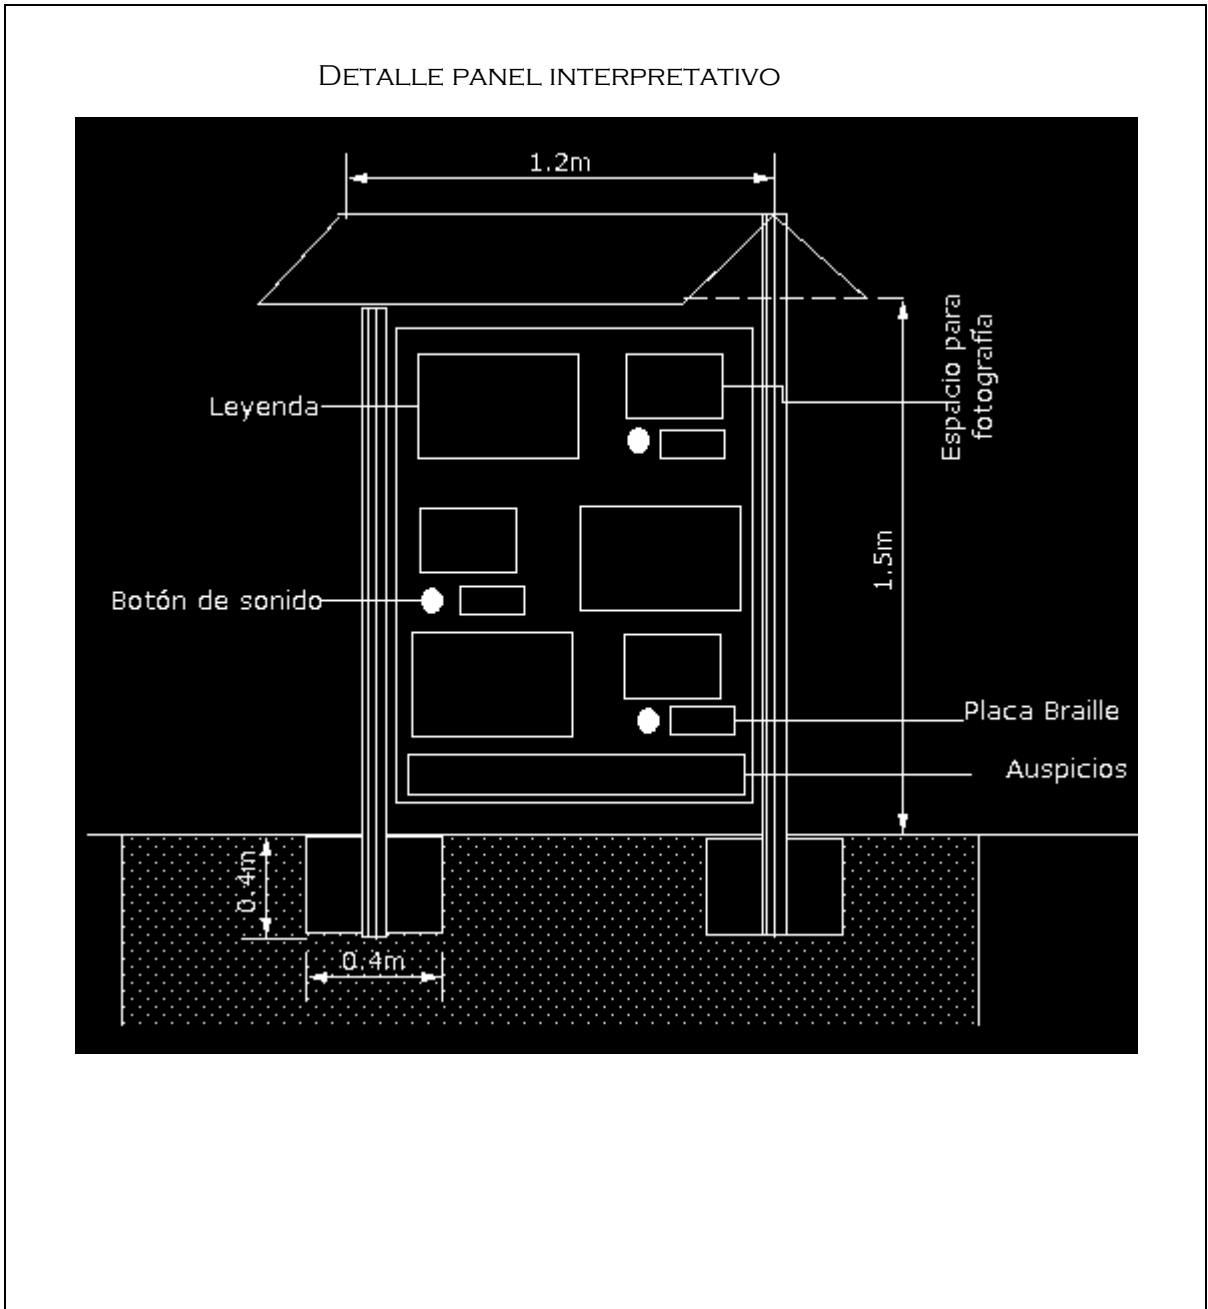 DETALLE PANEL INTERPRETATIVO
1.2m
Espacio para
fotografía
Leyenda
1.5m
Botón de sonido
Placa Braille
Auspicios
0.4m
0.4m